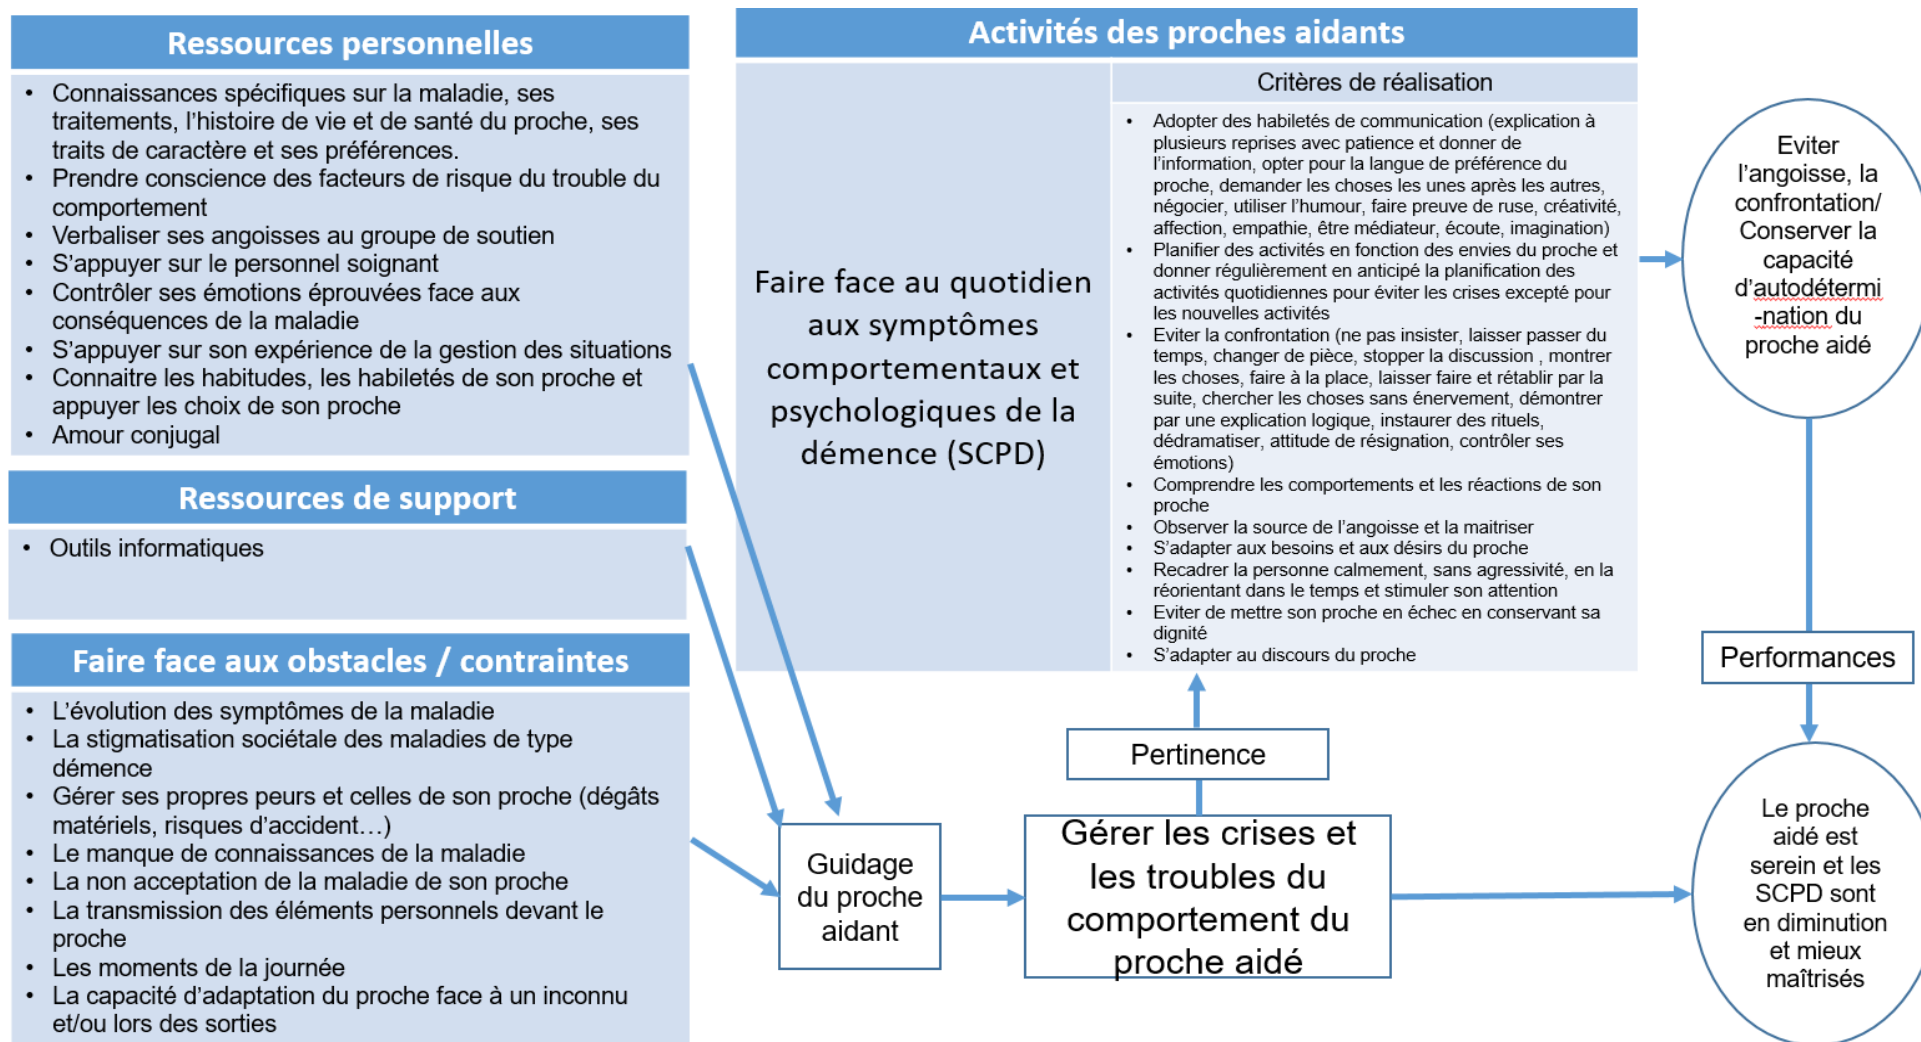 Ressources personnelles
• Connaissances spécifiques sur la maladie, ses
traitements, l’histoire de vie et de santé du proche, ses
traits de caractère et ses préférences.
• Prendre conscience des facteurs de risque du trouble du
comportement
• Verbaliser ses angoisses au groupe de soutien
• S’appuyer sur le personnel soignant
• Contrôler ses émotions éprouvées face aux
conséquences de la maladie
• S’appuyer sur son expérience de la gestion des situations
• Connaitre les habitudes, les habiletés de son proche et
appuyer les choix de son proche
• Amour conjugal
Ressources de support
• Outils informatiques
Faire face aux obstacles / contraintes
• L’évolution des symptômes de la maladie
• La stigmatisation sociétale des maladies de type
démence
• Gérer ses propres peurs et celles de son proche (dégâts
matériels, risques d’accident…)
• Le manque de connaissances de la maladie
• La non acceptation de la maladie de son proche
• La transmission des éléments personnels devant le
proche
• Les moments de la journée
• La capacité d’adaptation du proche face à un inconnu
et/ou lors des sorties
Activités des proches aidants
Faire face au quotidien
aux symptômes
comportementaux et
psychologiques de la
démence (SCPD)
Critères de réalisation
• Adopter des habiletés de communication (explication à
plusieurs reprises avec patience et donner de
l’information, opter pour la langue de préférence du
proche, demander les choses les unes après les autres,
négocier, utiliser l’humour, faire preuve de ruse, créativité,
affection, empathie, être médiateur, écoute, imagination)
• Planifier des activités en fonction des envies du proche et
donner régulièrement en anticipé la planification des
activités quotidiennes pour éviter les crises excepté pour
les nouvelles activités
• Eviter la confrontation (ne pas insister, laisser passer du
temps, changer de pièce, stopper la discussion , montrer
les choses, faire à la place, laisser faire et rétablir par la
suite, chercher les choses sans énervement, démontrer
par une explication logique, instaurer des rituels,
dédramatiser, attitude de résignation, contrôler ses
émotions)
• Comprendre les comportements et les réactions de son
proche
• Observer la source de l’angoisse et la maitriser
• S’adapter aux besoins et aux désirs du proche
• Recadrer la personne calmement, sans agressivité, en la
réorientant dans le temps et stimuler son attention
• Eviter de mettre son proche en échec en conservant sa
dignité
• S’adapter au discours du proche
Eviter
l’angoisse, la
confrontation/
Conserver la
capacité
d’autodétermi
-nation du
proche aidé
Performances
Pertinence
Guidage
du proche
aidant
Gérer les crises et
les troubles du
comportement du
proche aidé
Le proche
aidé est
serein et les
SCPD sont
en diminution
et mieux
maîtrisés